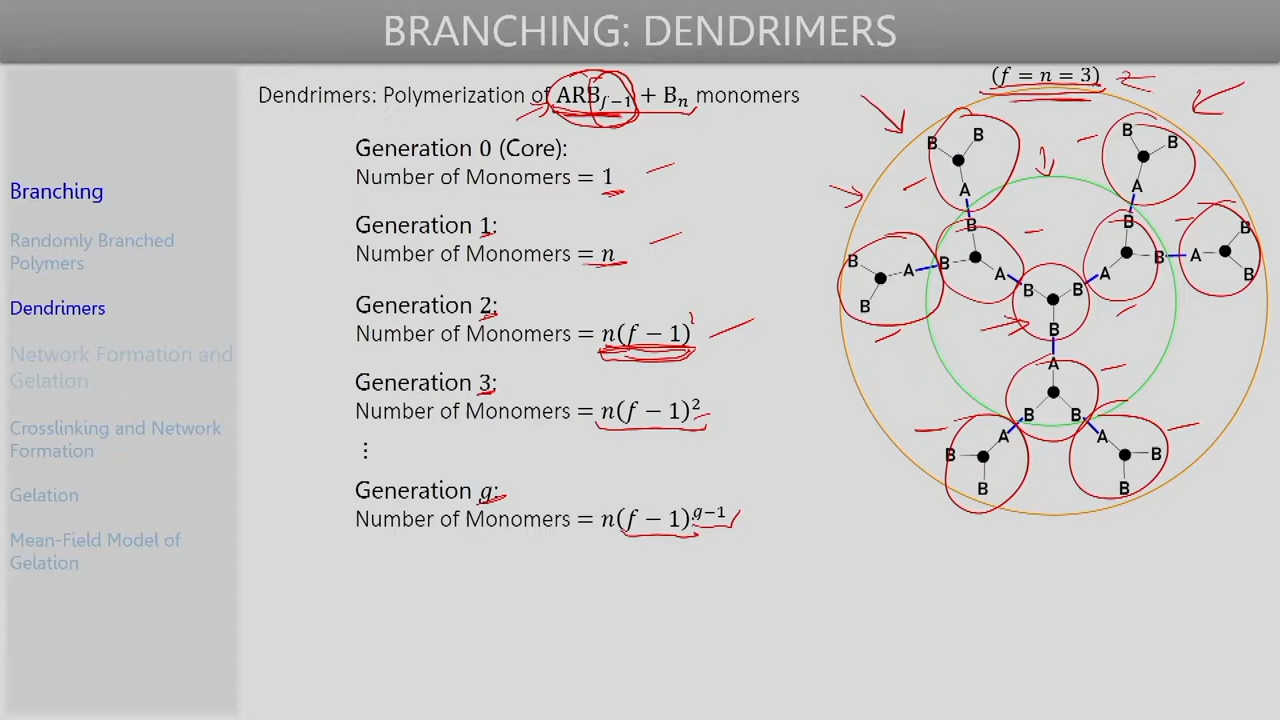 BRANCHING: DENDRIMERS
Branching
Randomly Branched
Polymers
Dendrimers
Network Formation and
Gelation
Crosslinking and Network
Formation
Gelation
Mean-Field Model of
Gelation
Dendrimers: Polymerization of ARB_{f−1} + B_n monomers
Generation 0 (Core):
Number of Monomers = 1
Generation 1:
Number of Monomers = n
Generation 2:
Number of Monomers = n(f − 1)
Generation 3:
Number of Monomers = n(f − 1)²
⋮
Generation g:
Number of Monomers = n(f − 1)^{g−1}
(f = n = 3)
B B B B
A A
B B
B A B A B A B
B A A B
B B B
B
A
B B
B A A B
B B